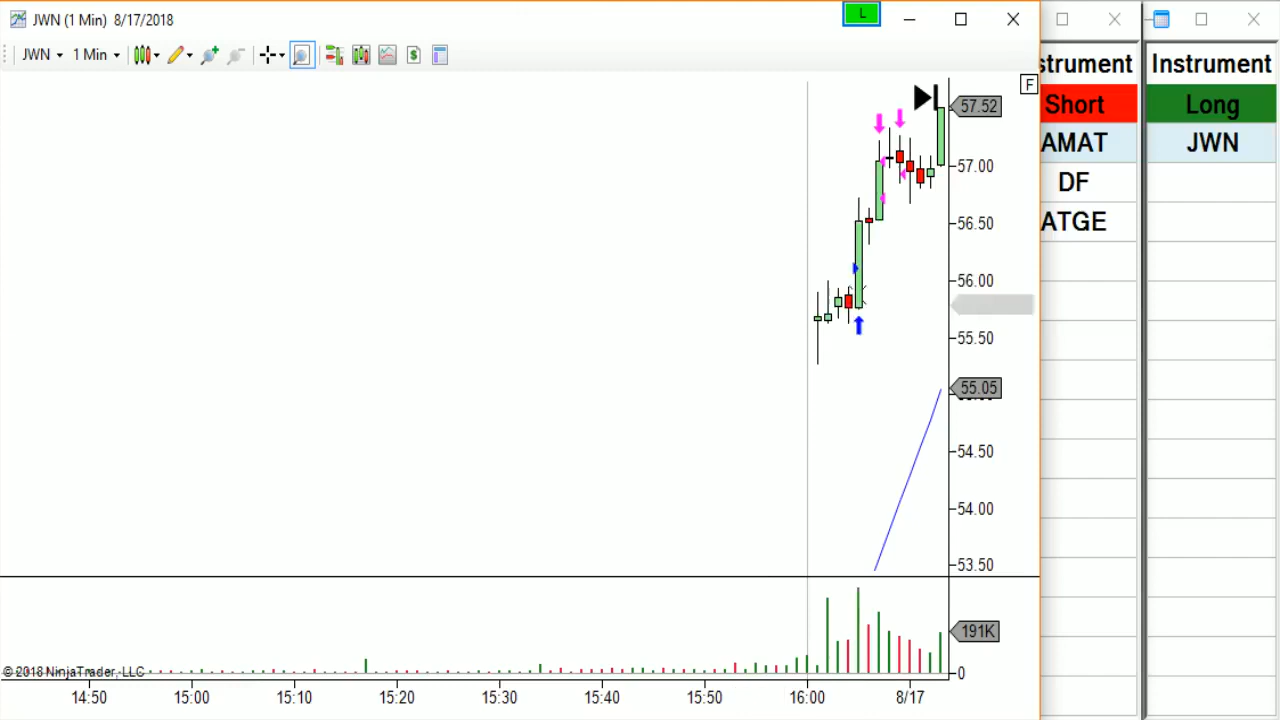 JWN (1 Min) 8/17/2018
L
JWN 1 Min
F
57.52
57.00
56.50
56.00
55.50
55.05
54.50
54.00
53.50
191K
0
© 2018 NinjaTrader, LLC
14:50 15:00 15:10 15:20 15:30 15:40 15:50 16:00 8/17
strument
Short
AMAT
DF
ATGE
Instrument
Long
JWN